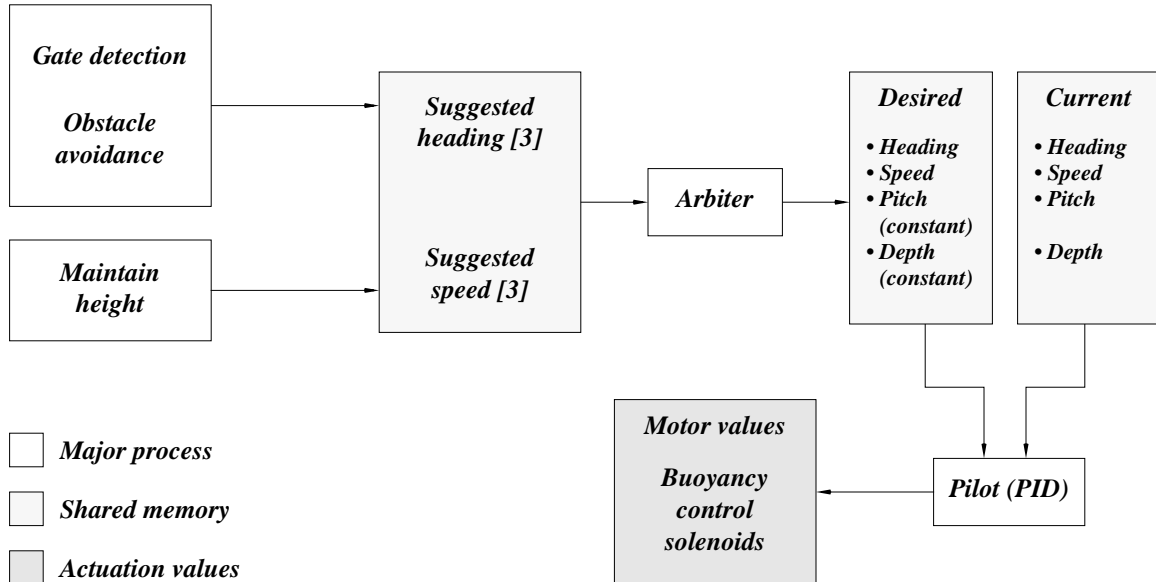 Gate detection
Obstacle
avoidance
Maintain
height
Suggested
heading [3]
Suggested
speed [3]
Arbiter
Desired
• Heading
• Speed
• Pitch
(constant)
• Depth
(constant)
Current
• Heading
• Speed
• Pitch
• Depth
Motor values
Buoyancy
control
solenoids
Pilot (PID)
Major process
Shared memory
Actuation values